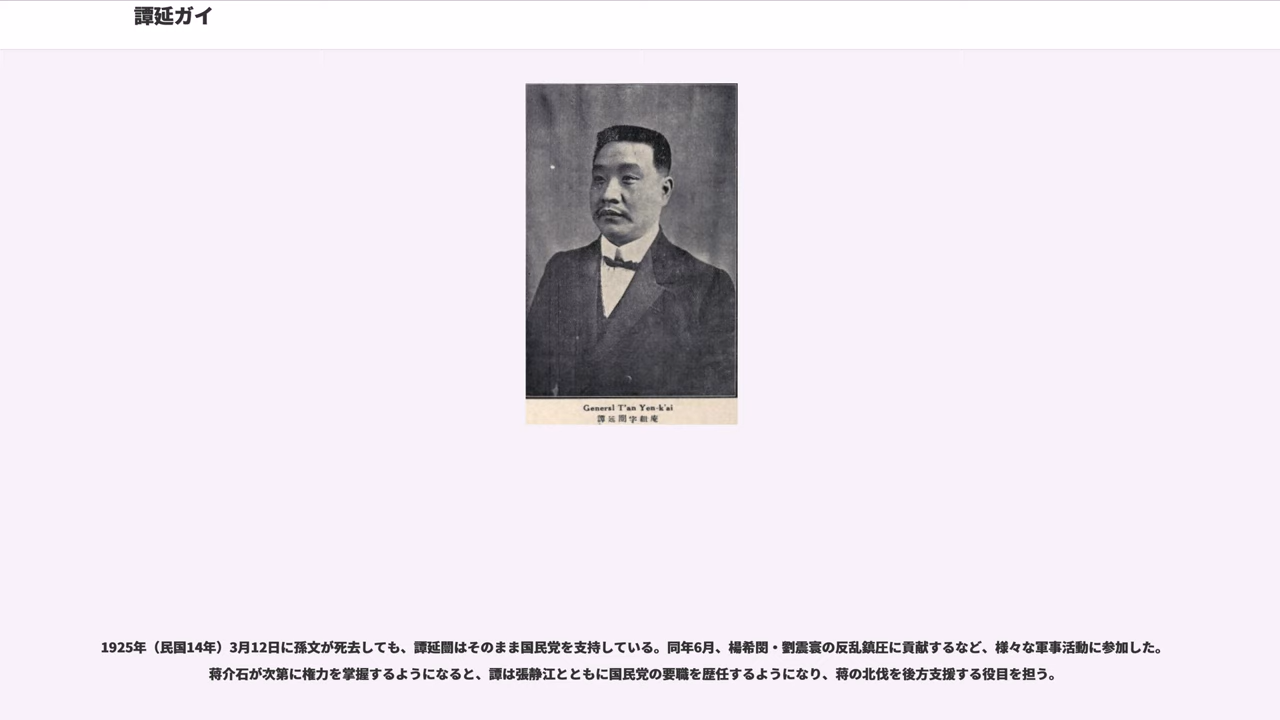 譚延ガイ
General T'an Yen-k'ai
譚延闓字組庵
1925年（民国14年）3月12日に孫文が死去しても、譚延闓はそのまま国民党を支持している。同年6月、楊希閔・劉震寰の反乱鎮圧に貢献するなど、様々な軍事活動に参加した。
蒋介石が次第に権力を掌握するようになると、譚は張静江とともに国民党の要職を歴任するようになり、蒋の北伐を後方支援する役目を担う。